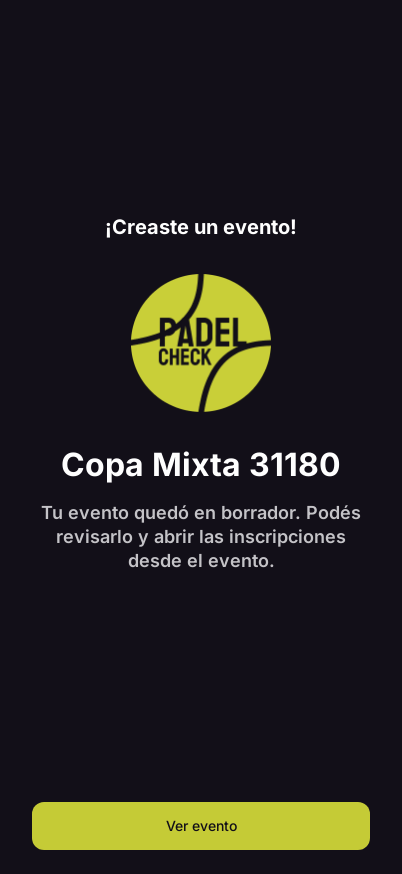 ¡Creaste un evento!
PADEL
CHECK
Copa Mixta 31180
Tu evento quedó en borrador. Podés
revisarlo y abrir las inscripciones
desde el evento.
Ver evento